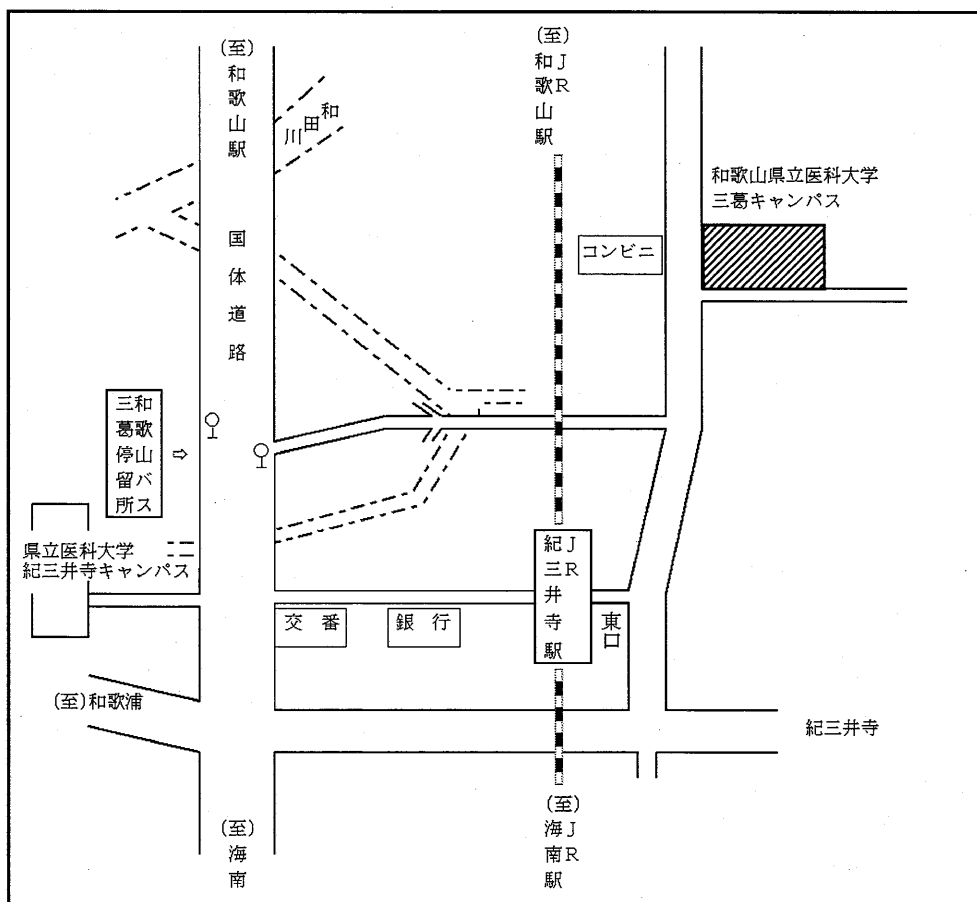 (至)和歌山駅
国体道路
和田川
(至)JR和歌山駅
和歌山県立医科大学
三葛キャンパス
コンビニ
和歌山バス
三葛停留所
⇨
県立医科大学
紀三井寺キャンパス
JR
紀三井寺駅
東口
交番
銀行
(至)和歌浦
紀三井寺
(至)海南
(至)JR海南駅